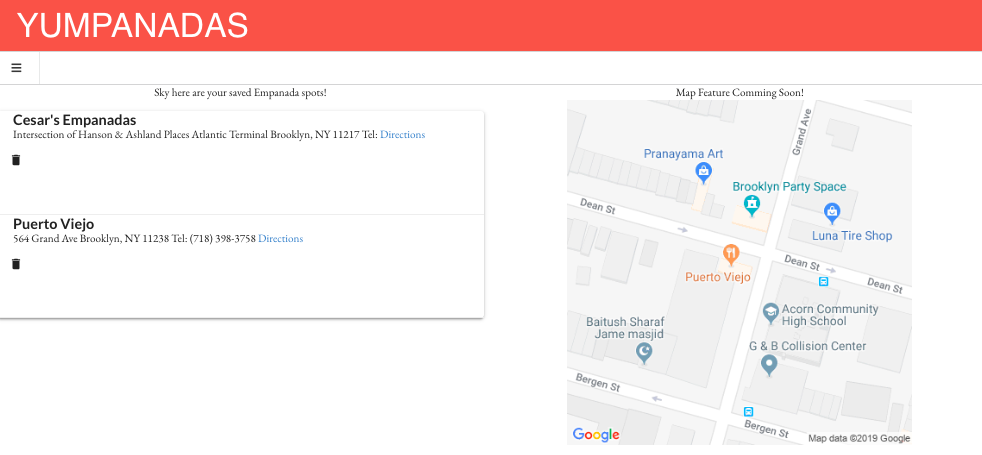 YUMPANADAS
Sky here are your saved Empanada spots!
Cesar's Empanadas
Intersection of Hanson & Ashland Places Atlantic Terminal Brooklyn, NY 11217 Tel: Directions
Puerto Viejo
564 Grand Ave Brooklyn, NY 11238 Tel: (718) 398-3758 Directions
Map Feature Comming Soon!
Grand Ave
Pranayama Art
Brooklyn Party Space
Dean St
Luna Tire Shop
Puerto Viejo
Dean St
Dean St
Acorn Community
High School
Baitush Sharaf
Jame masjid
G & B Collision Center
Bergen St
Bergen St
Google
Map data ©2019 Google